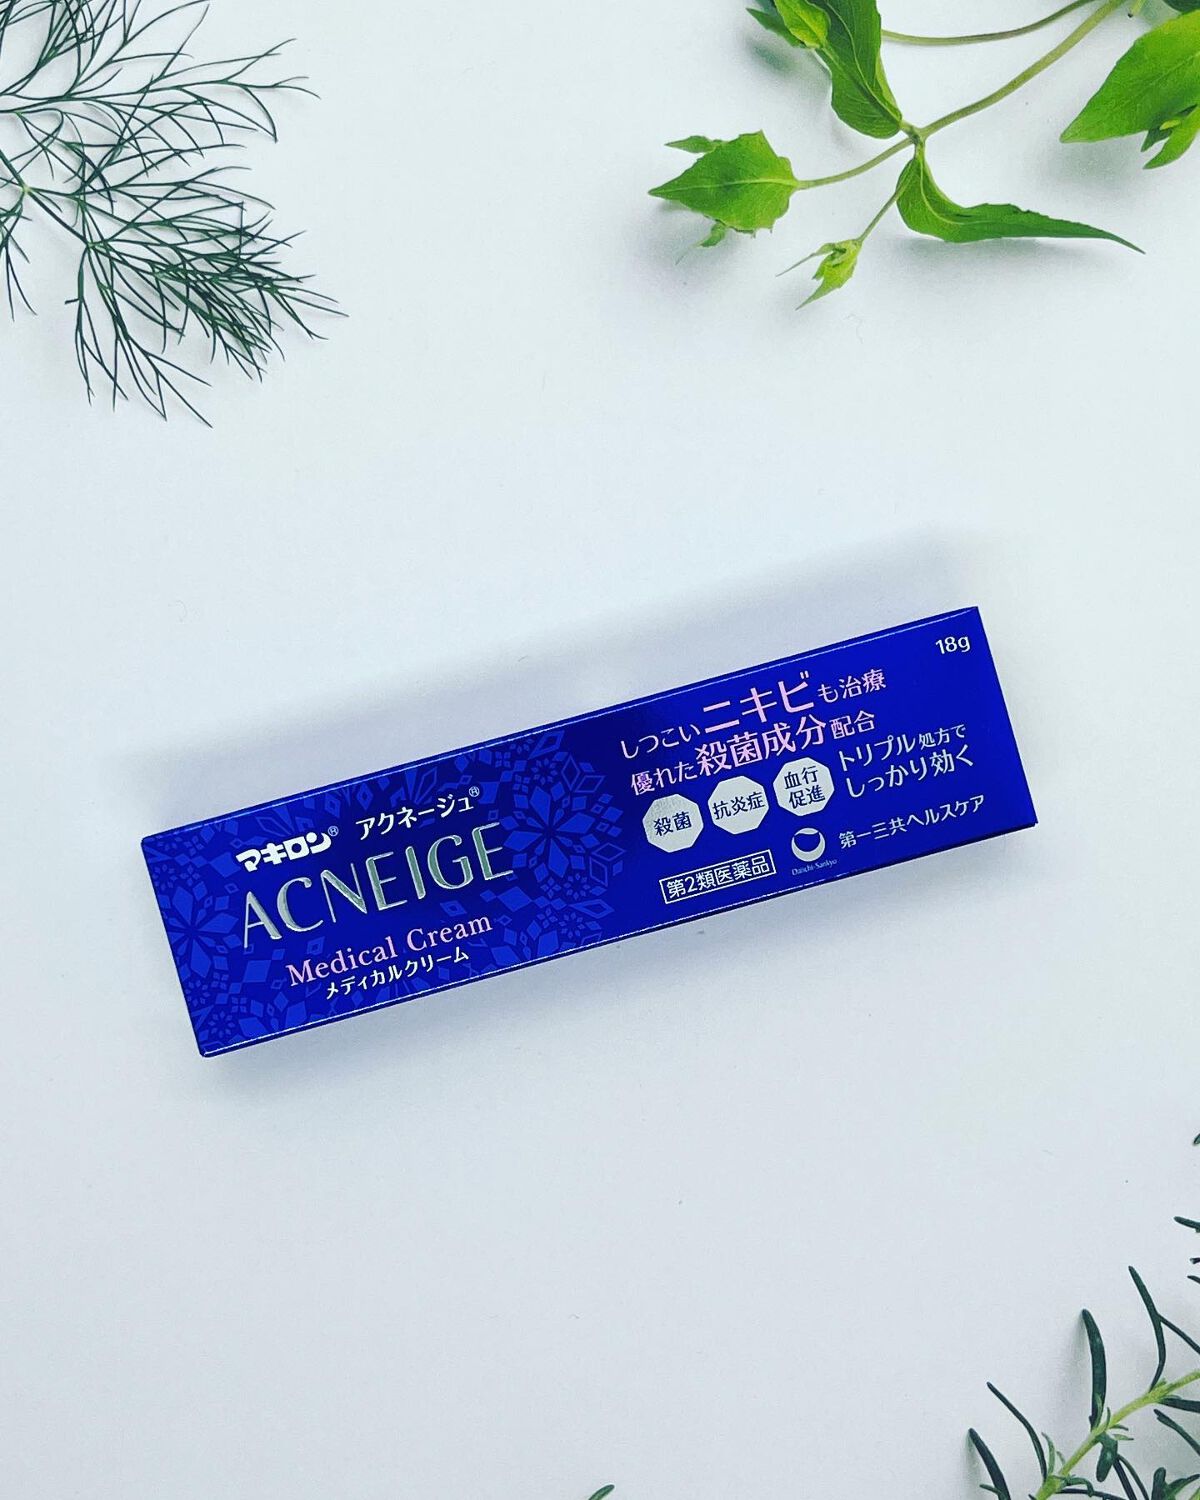 マキロン® アクネージュ®
ACNEIGE
Medical Cream
メディカルクリーム
18g
しつこいニキビも治療
優れた殺菌成分配合
殺菌
抗炎症
血行
促進
トリプル処方で
しっかり効く
第2類医薬品
Daiichi-Sankyo
第一三共ヘルスケア